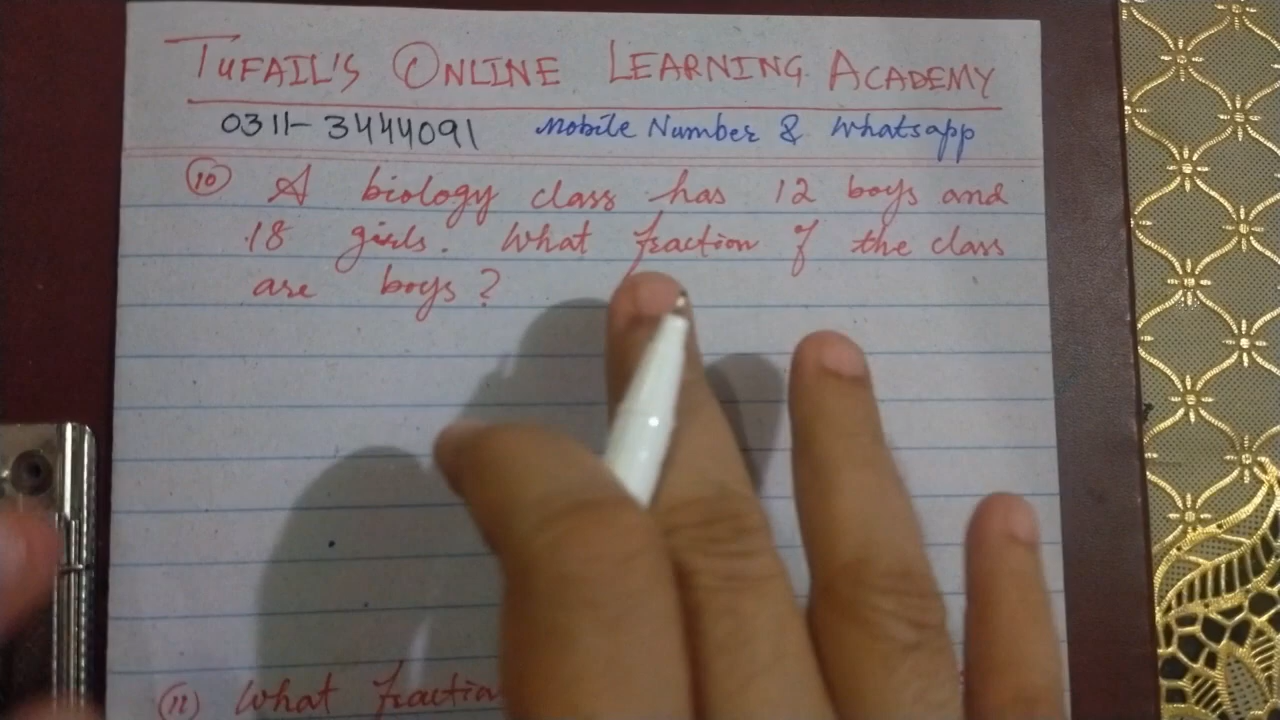 TUFAIL'S ONLINE LEARNING ACADEMY
0311-3444091 Mobile Number & Whatsapp
(10) A biology class has 12 boys and
18 girls. What fraction of the class
are boys?
(11) What fraction